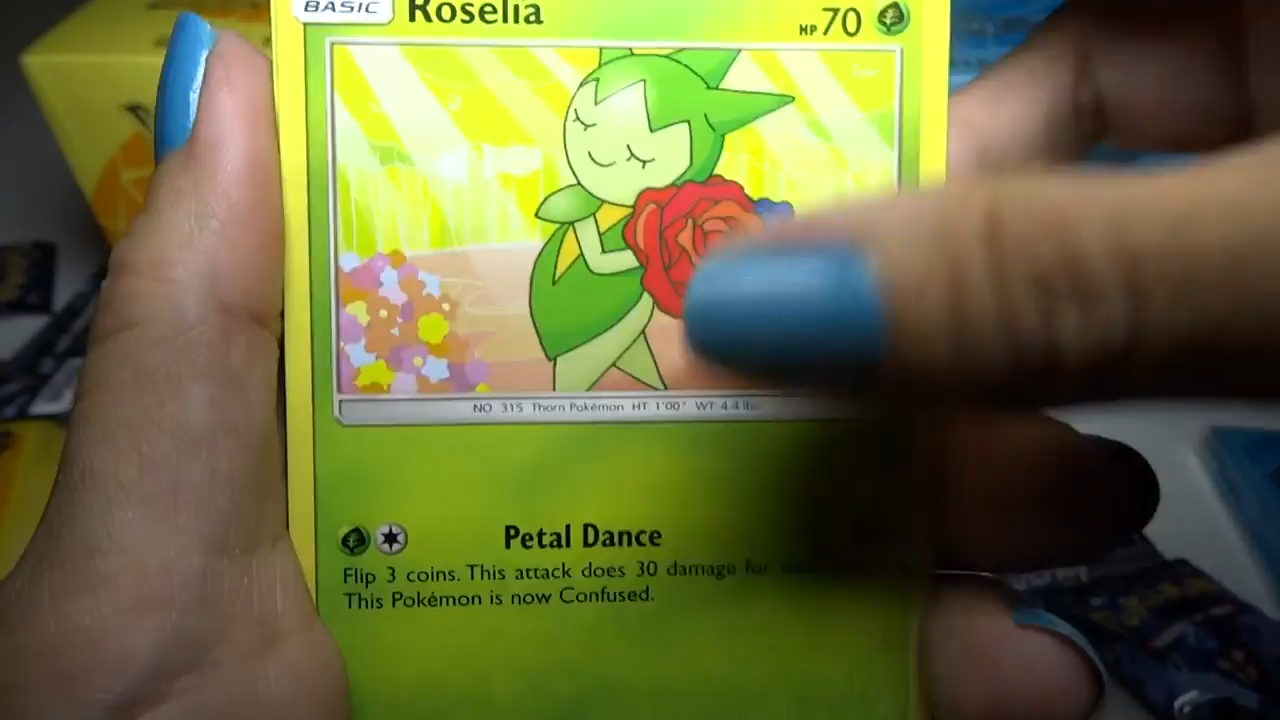 BASIC Roselia HP 70
NO. 315 Thorn Pokémon HT: 1'00" WT: 4.4 lbs.
Petal Dance
Flip 3 coins. This attack does 30 damage for
This Pokémon is now Confused.